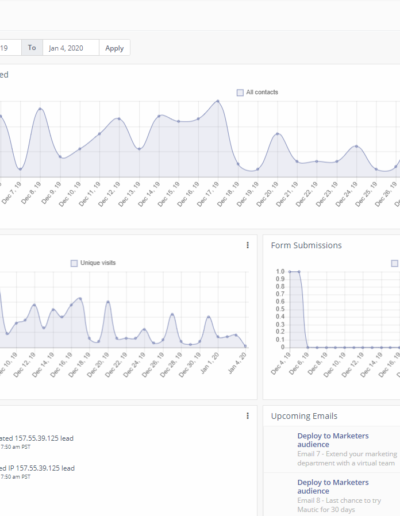 19 To Jan 4, 2020 Apply
ed
All contacts
Dec 7, 19 Dec 8, 19 Dec 9, 19 Dec 10, 19 Dec 11, 19 Dec 12, 19 Dec 13, 19 Dec 14, 19 Dec 15, 19 Dec 16, 19 Dec 17, 19 Dec 18, 19 Dec 19, 19 Dec 20, 19 Dec 21, 19 Dec 22, 19 Dec 23, 19 Dec 24, 19 Dec 25, 19 Dec 26, 19
Unique visits
ec 10, 19 Dec 12, 19 Dec 14, 19 Dec 16, 19 Dec 18, 19 Dec 20, 19 Dec 22, 19 Dec 24, 19 Dec 26, 19 Dec 28, 19 Dec 30, 19 Jan 1, 20 Jan 4, 20
Form Submissions
1.0
0.9
0.8
0.7
0.6
0.5
0.4
0.3
0.2
0.1
0
Dec 4, 19 Dec 6, 19 Dec 8, 19 Dec 10, 19 Dec 12, 19 Dec 14, 19 Dec 16, 19
ated 157.55.39.125 lead
7:50 am PST
ed IP 157.55.39.125 lead
7:50 am PST
Upcoming Emails
Deploy to Marketers
audience
Email 7 - Extend your marketing
department with a virtual team
Deploy to Marketers
audience
Email 8 - Last chance to try
Mautic for 30 days